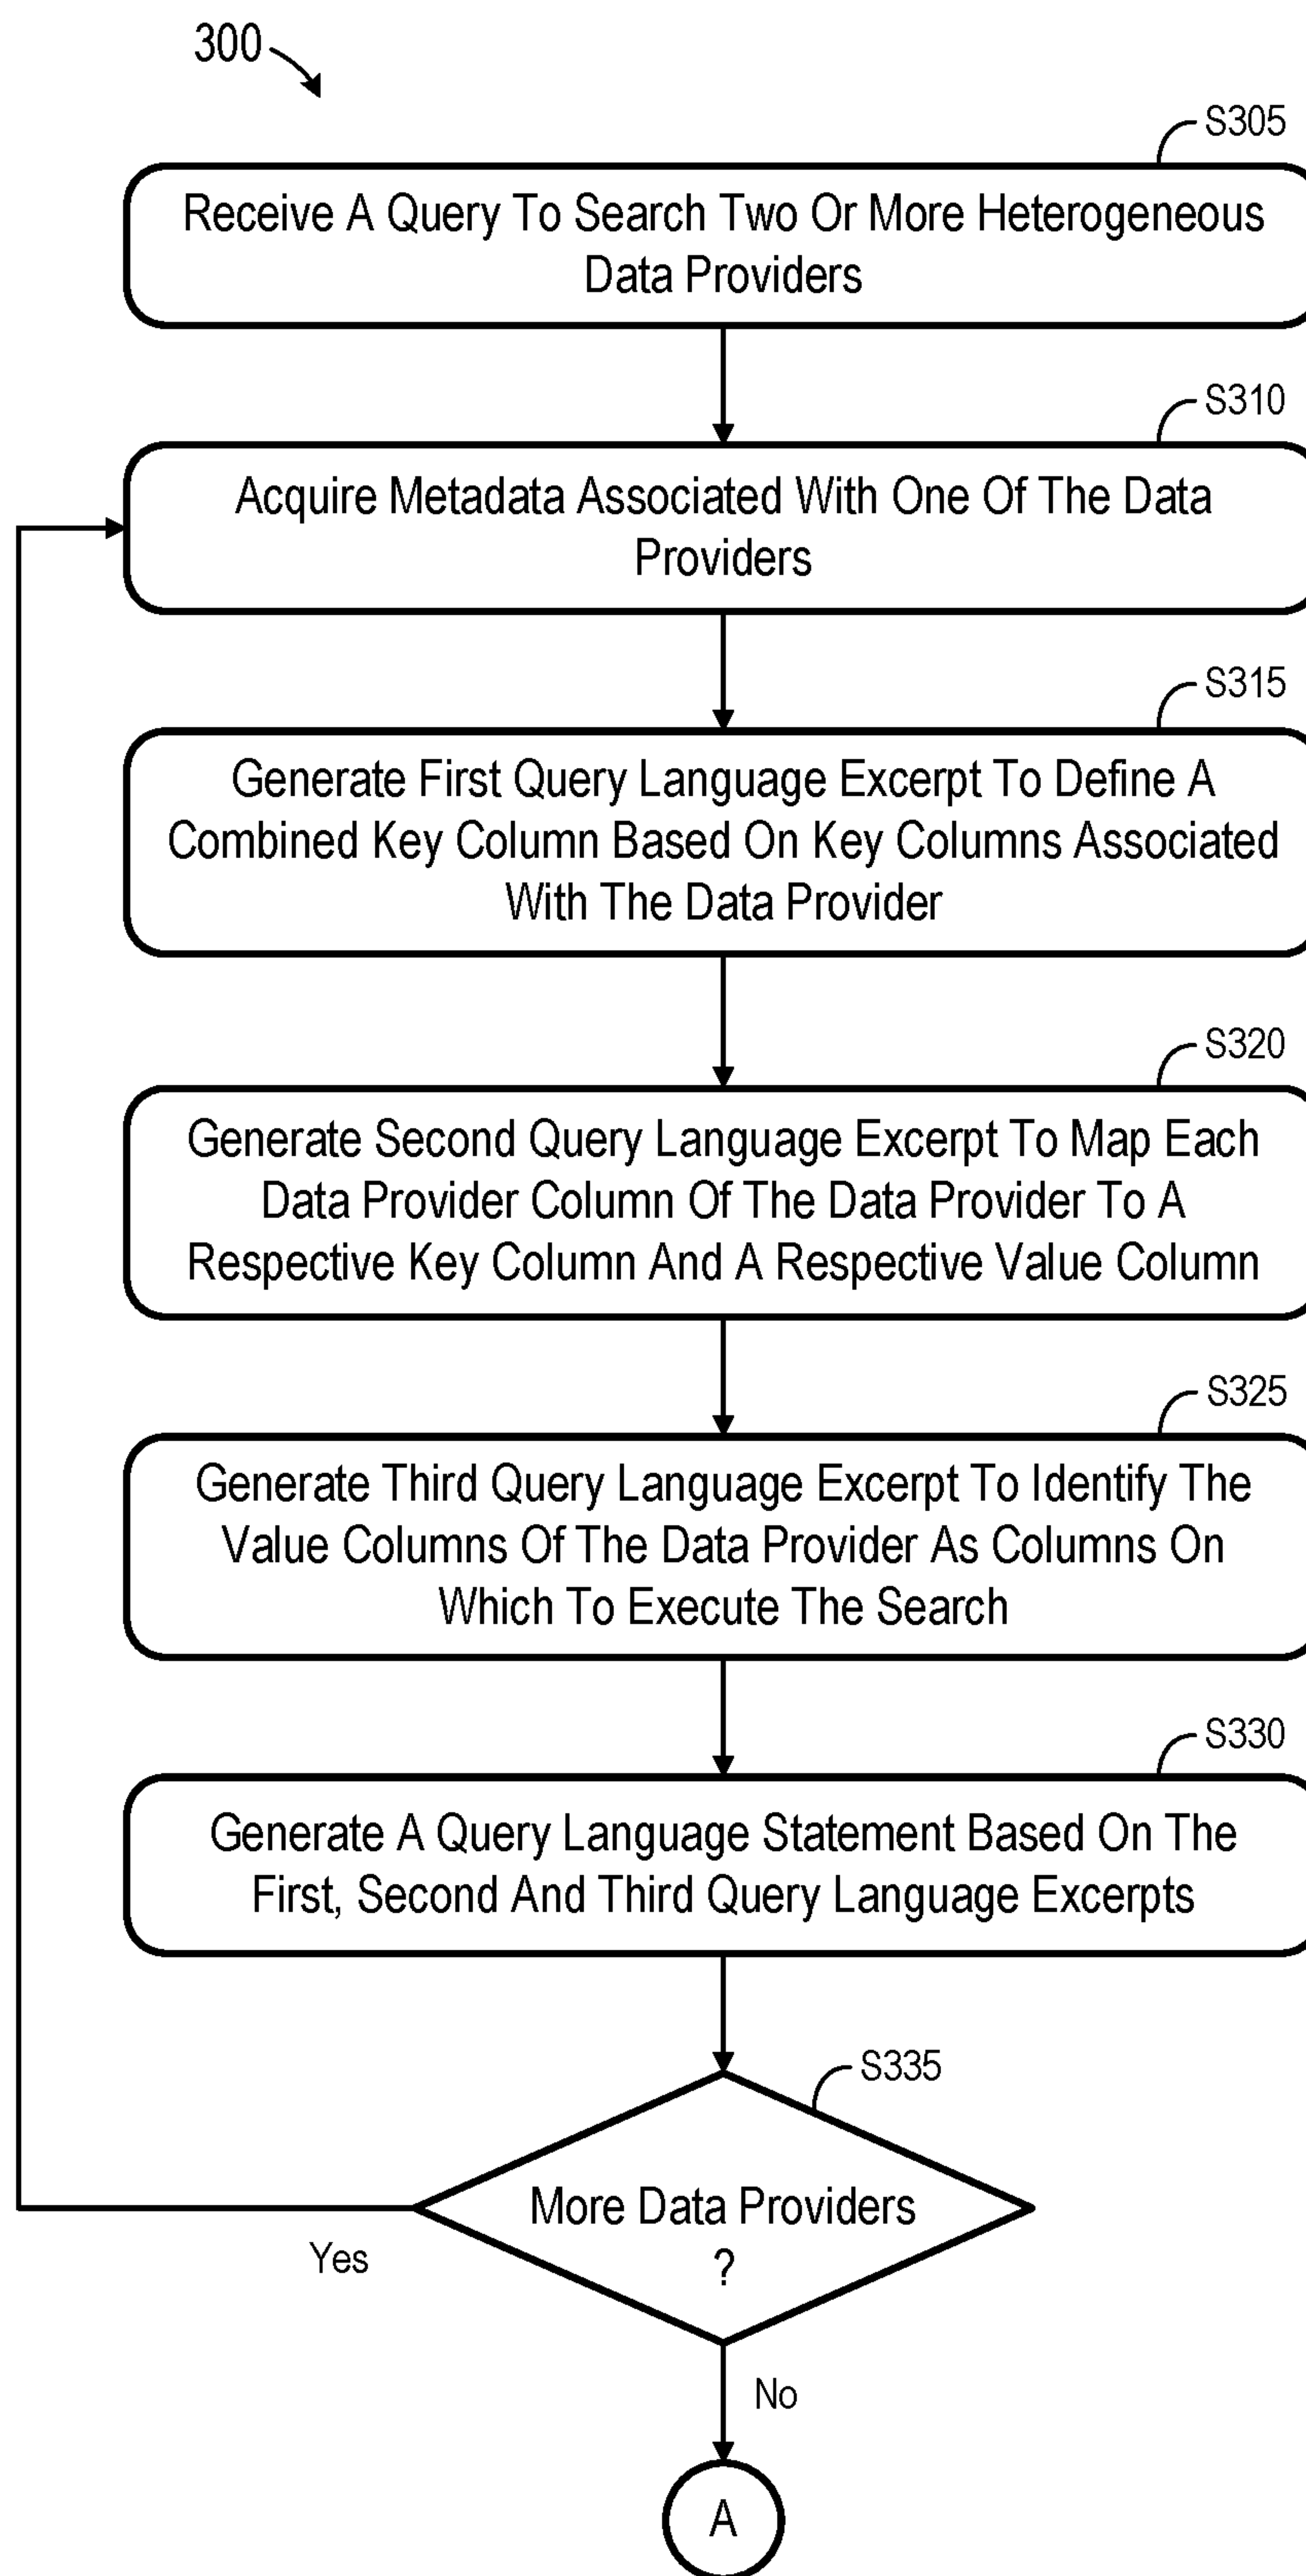 300
S305
Receive A Query To Search Two Or More Heterogeneous
Data Providers
S310
Acquire Metadata Associated With One Of The Data
Providers
S315
Generate First Query Language Excerpt To Define A
Combined Key Column Based On Key Columns Associated
With The Data Provider
S320
Generate Second Query Language Excerpt To Map Each
Data Provider Column Of The Data Provider To A
Respective Key Column And A Respective Value Column
S325
Generate Third Query Language Excerpt To Identify The
Value Columns Of The Data Provider As Columns On
Which To Execute The Search
S330
Generate A Query Language Statement Based On The
First, Second And Third Query Language Excerpts
S335
More Data Providers
?
Yes
No
A